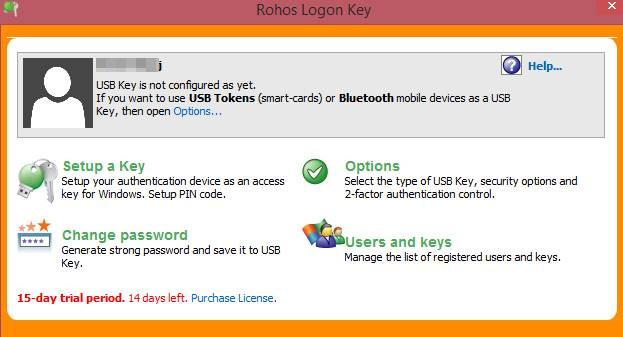 Rohos Logon Key
Help...
USB Key is not configured as yet.
If you want to use USB Tokens (smart-cards) or Bluetooth mobile devices as a USB
Key, then open Options...
Setup a Key
Setup your authentication device as an access
key for Windows. Setup PIN code.
Options
Select the type of USB Key, security options and
2-factor authentication control.
Change password
Generate strong password and save it to USB
Key.
Users and keys
Manage the list of registered users and keys.
15-day trial period. 14 days left. Purchase License.